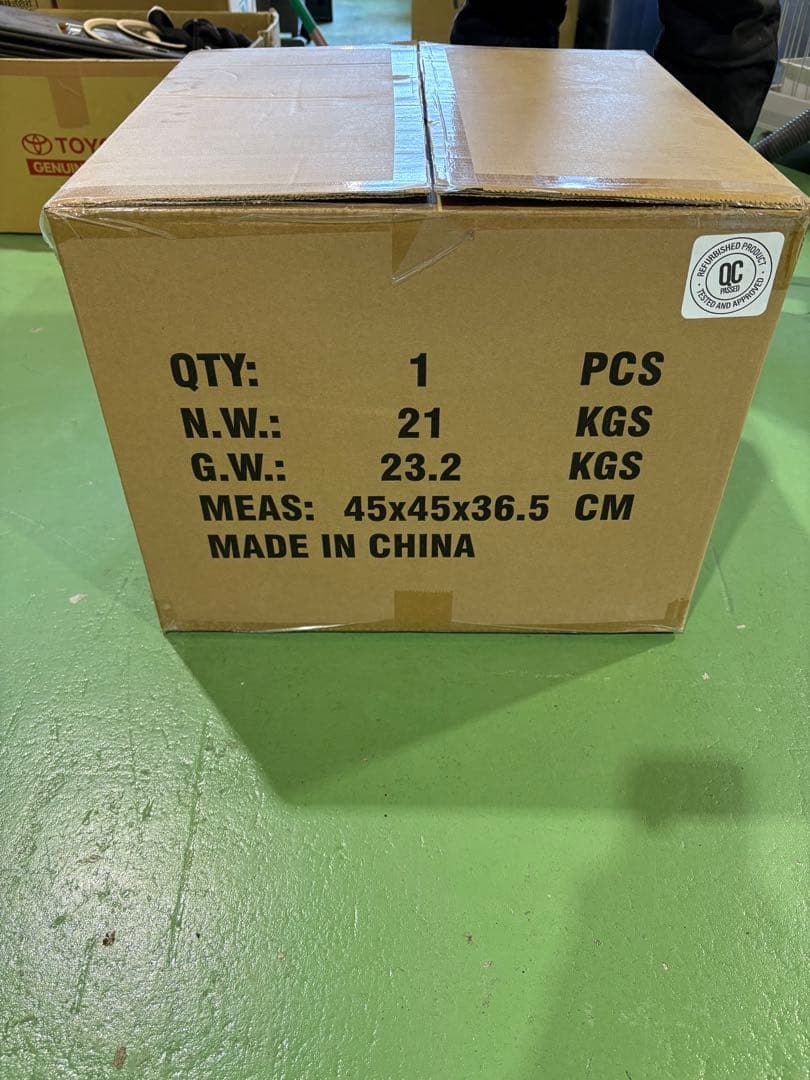 TOYO
GENUIN
REFURBISHED PRODUCT
QC
PASSED
TESTED AND APPROVED
QTY: 1 PCS
N.W.: 21 KGS
G.W.: 23.2 KGS
MEAS: 45x45x36.5 CM
MADE IN CHINA